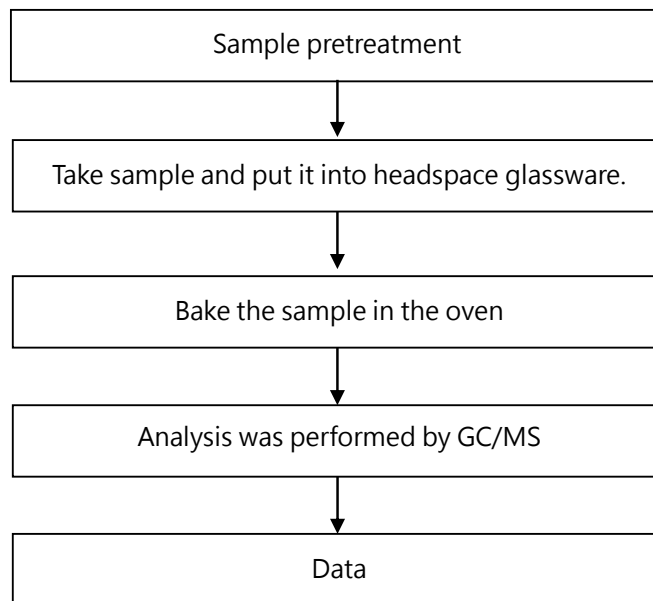 Sample pretreatment
Take sample and put it into headspace glassware.
Bake the sample in the oven
Analysis was performed by GC/MS
Data